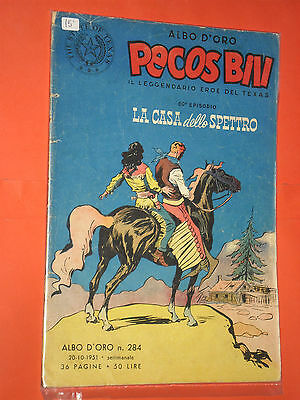 15
ALBO D'ORO
PECOS BILL
IL LEGGENDARIO EROE DEL TEXAS
60° EPISODIO
LA CASA dello SPETTRO
ALBO D'ORO n. 284
20-10-1951 - settimanale
36 PAGINE - 50 LIRE